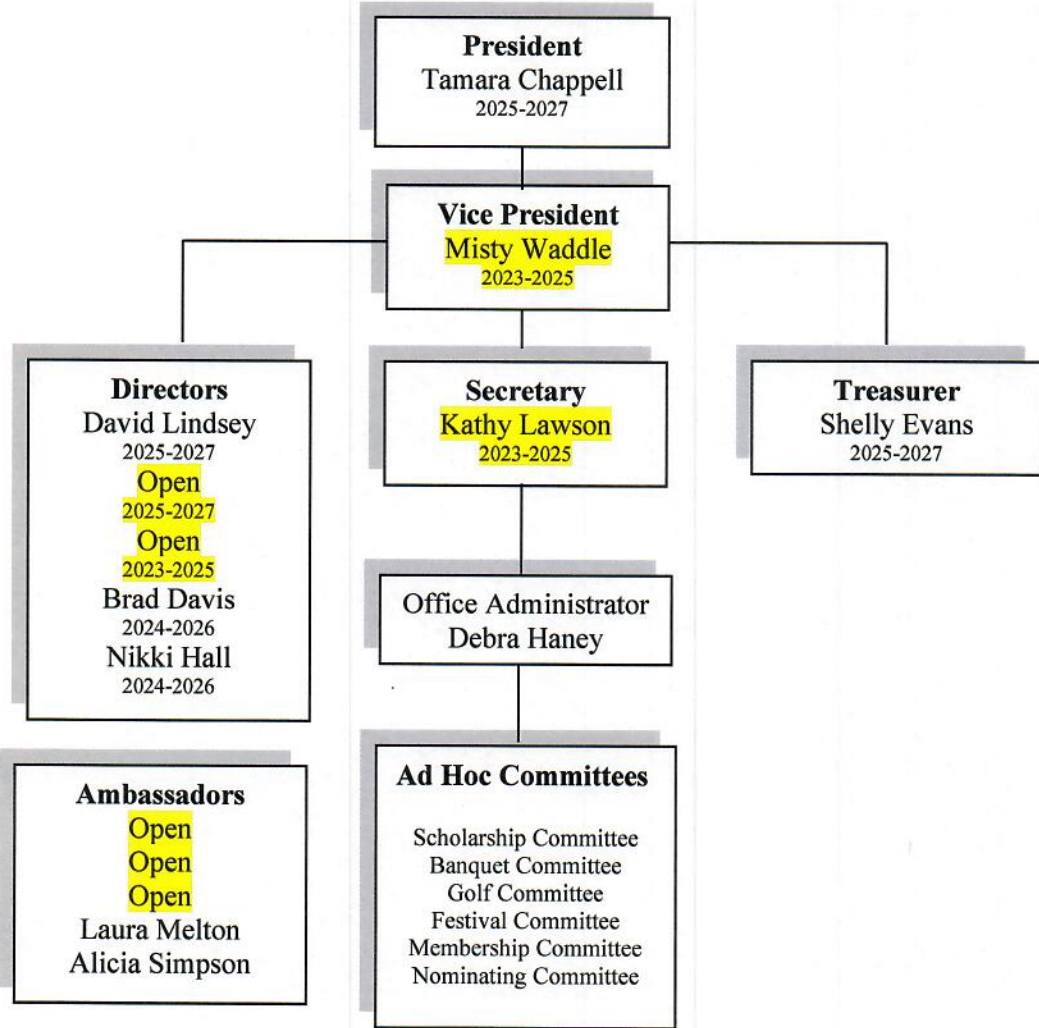 President
Tamara Chappell
2025-2027
Vice President
Misty Waddle
2023-2025
Directors
David Lindsey
2025-2027
Open
2025-2027
Open
2023-2025
Brad Davis
2024-2026
Nikki Hall
2024-2026
Secretary
Kathy Lawson
2023-2025
Treasurer
Shelly Evans
2025-2027
Office Administrator
Debra Haney
Ambassadors
Open
Open
Open
Laura Melton
Alicia Simpson
Ad Hoc Committees
Scholarship Committee
Banquet Committee
Golf Committee
Festival Committee
Membership Committee
Nominating Committee